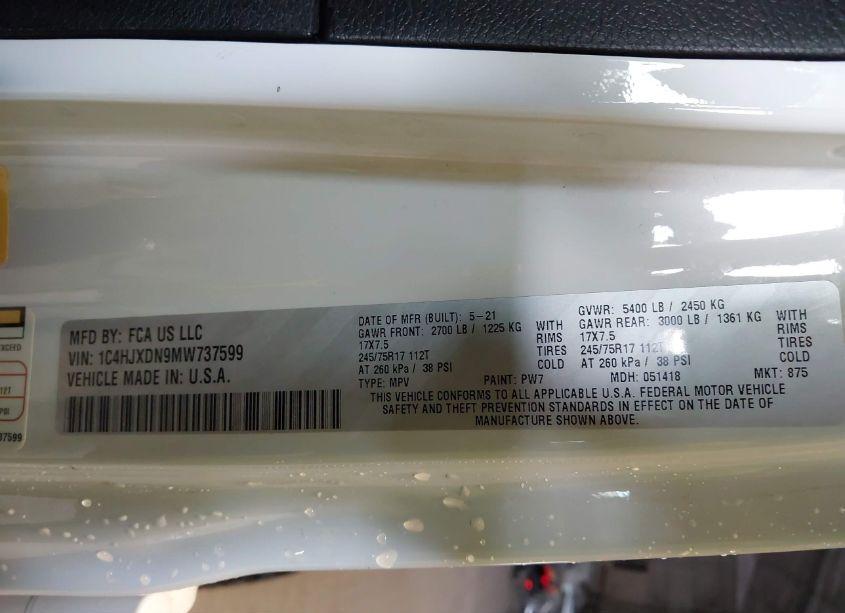 EXCEED
12T
PSI
37599
MFD BY: FCA US LLC
VIN: 1C4HJXDN9MW737599
VEHICLE MADE IN: U.S.A.
DATE OF MFR (BUILT): 5-21
GAWR FRONT: 2700 LB / 1225 KG WITH
17X7.5 RIMS
245/75R17 112T TIRES
AT 260 kPa / 38 PSI COLD
GVWR: 5400 LB / 2450 KG
GAWR REAR: 3000 LB / 1361 KG WITH
17X7.5 RIMS
245/75R17 112T TIRES
AT 260 kPa / 38 PSI COLD
TYPE: MPV PAINT: PW7 MDH: 051418 MKT: 875
THIS VEHICLE CONFORMS TO ALL APPLICABLE U.S.A. FEDERAL MOTOR VEHICLE
SAFETY AND THEFT PREVENTION STANDARDS IN EFFECT ON THE DATE OF
MANUFACTURE SHOWN ABOVE.